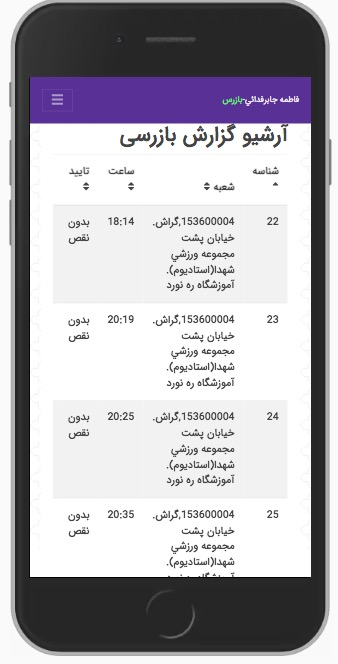 فاطمه جابرفدائي-بازرس
آرشیو گزارش بازرسی
شناسه شعبه ساعت تایید
22 153600004,گراش. 18:14 بدون
خیابان پشت نقص
مجموعه ورزشي
شهدا(استادیوم).
آموزشگاه ره نورد
23 153600004,گراش. 20:19 بدون
خیابان پشت نقص
مجموعه ورزشي
شهدا(استادیوم).
آموزشگاه ره نورد
24 153600004,گراش. 20:25 بدون
خیابان پشت نقص
مجموعه ورزشي
شهدا(استادیوم).
آموزشگاه ره نورد
25 153600004,گراش. 20:35 بدون
خیابان پشت نقص
مجموعه ورزشي
شهدا(استادیوم).